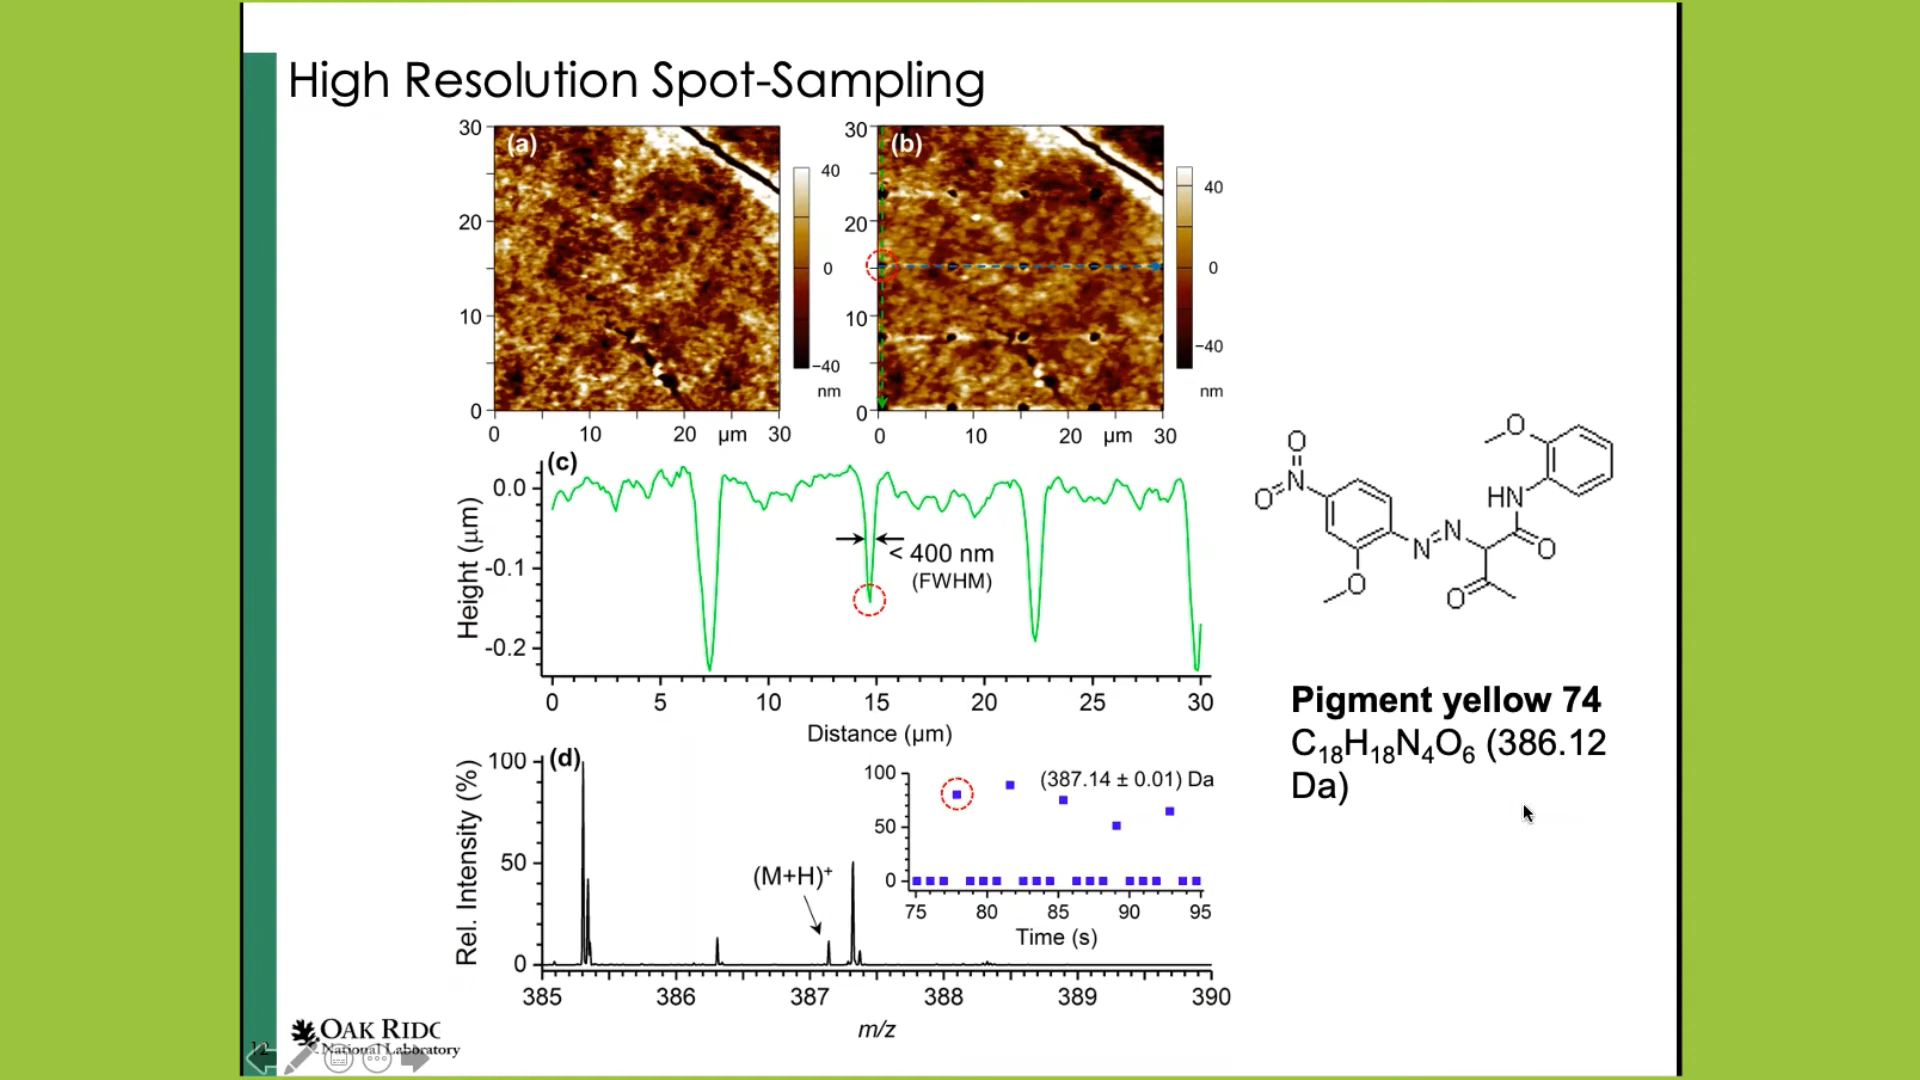 High Resolution Spot-Sampling
30
20
10
0
(a)
0 10 20 µm 30
40
0
−40
nm
30
20
10
0
(b)
0 10 20 µm 30
40
0
−40
nm
(c)
Height (µm)
0.0
-0.1
-0.2
< 400 nm
(FWHM)
0 5 10 15 20 25 30
Distance (µm)
(d)
Rel. Intensity (%)
100
50
0
(M+H)⁺
385 386 387 388 389 390
m/z
100
50
0
(387.14 ± 0.01) Da
75 80 85 90 95
Time (s)
O
N
O
O
N
N
O
HN
O
O
Pigment yellow 74
C₁₈H₁₈N₄O₆ (386.12
Da)
12
OAK RIDG
National Laboratory